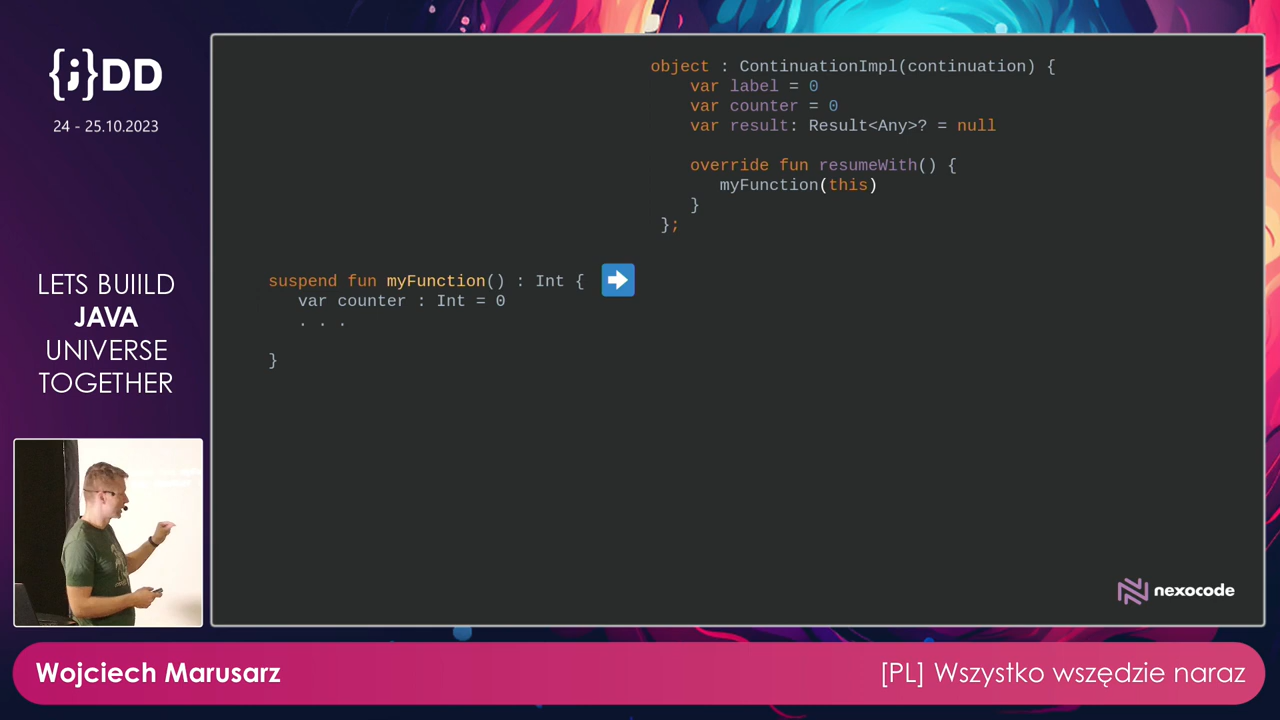 {j}DD
24 - 25.10.2023
LETS BUIILD
JAVA
UNIVERSE
TOGETHER
object : ContinuationImpl(continuation) {
var label = 0
var counter = 0
var result: Result<Any>? = null
override fun resumeWith() {
myFunction(this)
}
};
suspend fun myFunction() : Int {
var counter : Int = 0
. . .
}
nexocode
Wojciech Marusarz
[PL] Wszystko wszędzie naraz